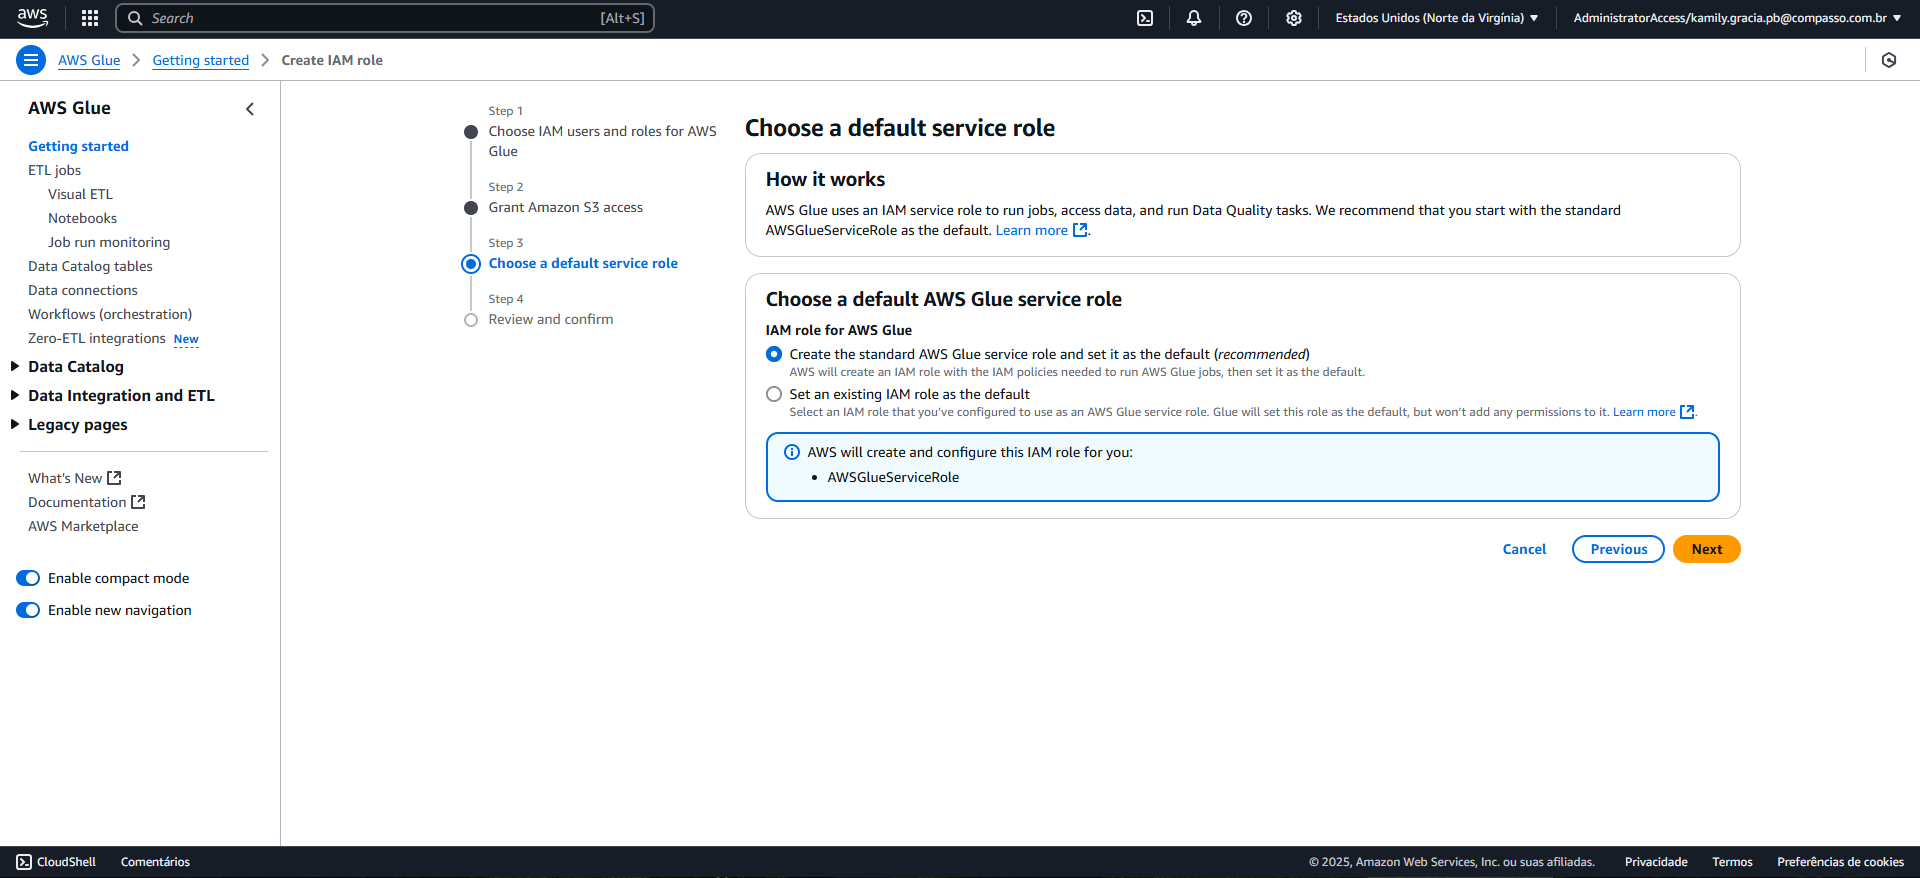 aws
Search
[Alt+S]
Estados Unidos (Norte da Virgínia)
AdministratorAccess/kamily.gracia.pb@compasso.com.br
AWS Glue
Getting started
Create IAM role
AWS Glue
Getting started
ETL jobs
Visual ETL
Notebooks
Job run monitoring
Data Catalog tables
Data connections
Workflows (orchestration)
Zero-ETL integrations New
Data Catalog
Data Integration and ETL
Legacy pages
What's New
Documentation
AWS Marketplace
Enable compact mode
Enable new navigation
Step 1
Choose IAM users and roles for AWS
Glue
Step 2
Grant Amazon S3 access
Step 3
Choose a default service role
Step 4
Review and confirm
Choose a default service role
How it works
AWS Glue uses an IAM service role to run jobs, access data, and run Data Quality tasks. We recommend that you start with the standard
AWSGlueServiceRole as the default. Learn more.
Choose a default AWS Glue service role
IAM role for AWS Glue
Create the standard AWS Glue service role and set it as the default (recommended)
AWS will create an IAM role with the IAM policies needed to run AWS Glue jobs, then set it as the default.
Set an existing IAM role as the default
Select an IAM role that you’ve configured to use as an AWS Glue service role. Glue will set this role as the default, but won’t add any permissions to it. Learn more.
AWS will create and configure this IAM role for you:
• AWSGlueServiceRole
Cancel
Previous
Next
CloudShell
Comentários
© 2025, Amazon Web Services, Inc. ou suas afiliadas.
Privacidade
Termos
Preferências de cookies